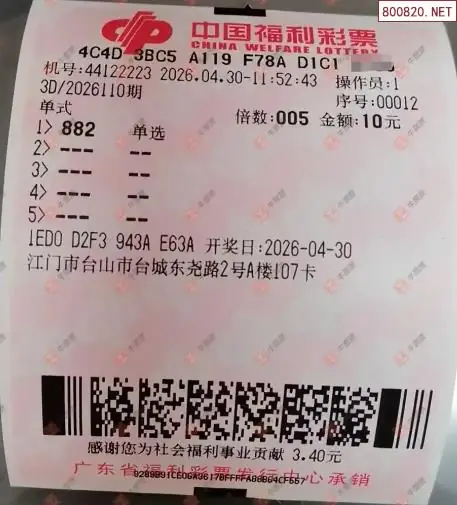 800820.NET
中国福利彩票
CHINA WELFARE LOTTERY
4C4D 3BC5 A119 F78A D1C1
机号:44122223 2026.04.30-11:52:43 操作员:1
3D/2026110期 序号:00012
单式 倍数:005 金额:10元
1> 882 单选
2> --- --
3> --- --
4> --- --
5> --- --
1ED0 D2F3 943A E63A 开奖日:2026-04-30
江门市台山市台城东尧路2号A楼107卡
感谢您为社会福利事业贡献 3.40元
广东省福利彩票发行中心承销